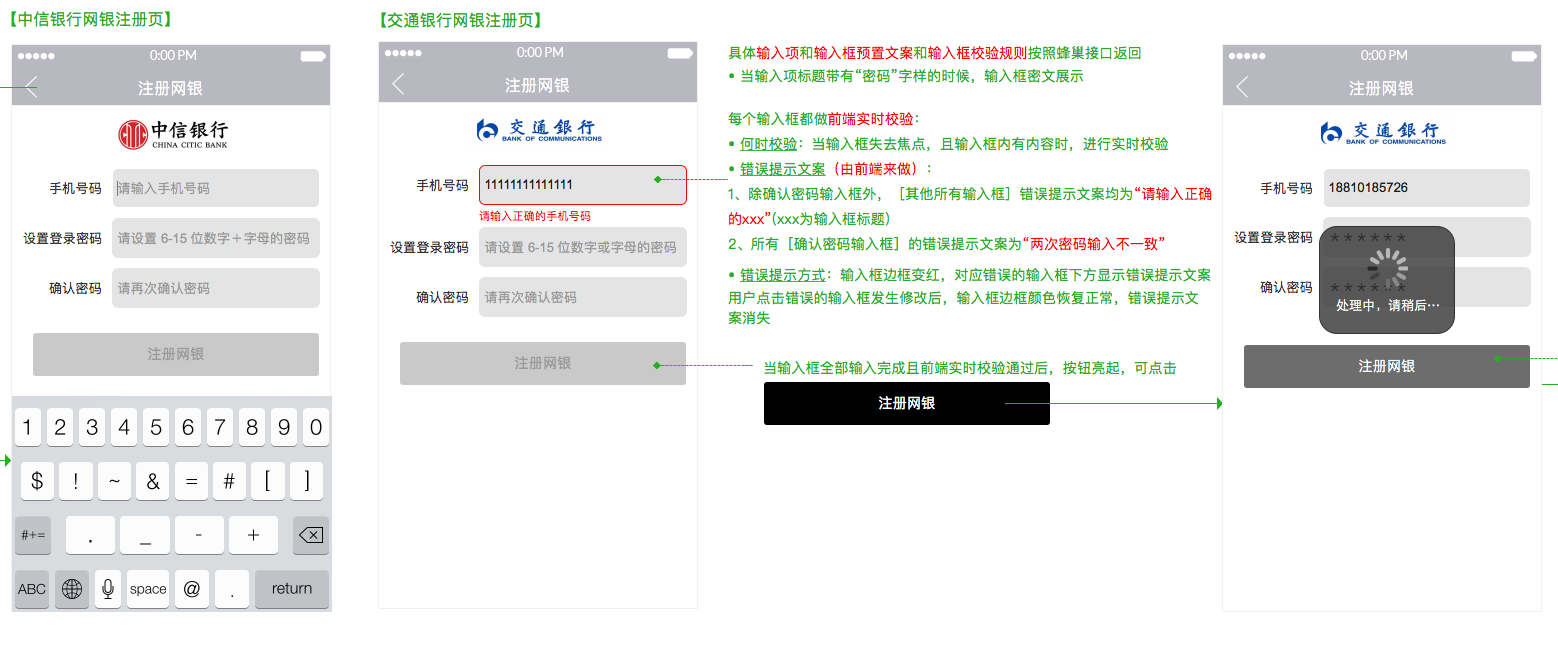 【中信银行网银注册页】
0:00 PM
注册网银
中信银行
CHINA CITIC BANK
手机号码
请输入手机号码
设置登录密码
请设置 6-15 位数字＋字母的密码
确认密码
请再次确认密码
注册网银
1 2 3 4 5 6 7 8 9 0
$ ! ~ & = # [ ]
#+= . _ - +
ABC space @ . return
【交通银行网银注册页】
0:00 PM
注册网银
交通銀行
BANK OF COMMUNICATIONS
手机号码
11111111111111
请输入正确的手机号码
设置登录密码
请设置 6-15 位数字或字母的密码
确认密码
请再次确认密码
注册网银
具体输入项和输入框预置文案和输入框校验规则按照蜂巢接口返回
• 当输入项标题带有“密码”字样的时候，输入框密文展示
每个输入框都做前端实时校验：
• 何时校验：当输入框失去焦点，且输入框内有内容时，进行实时校验
• 错误提示文案（由前端来做）：
1、除确认密码输入框外，［其他所有输入框］错误提示文案均为“请输入正确
的xxx”(xxx为输入框标题）
2、所有［确认密码输入框］的错误提示文案为“两次密码输入不一致”
• 错误提示方式：输入框边框变红，对应错误的输入框下方显示错误提示文案
用户点击错误的输入框发生修改后，输入框边框颜色恢复正常，错误提示文
案消失
当输入框全部输入完成且前端实时校验通过后，按钮亮起，可点击
注册网银
0:00 PM
注册网银
交通銀行
BANK OF COMMUNICATIONS
手机号码
18810185726
设置登录密码
******
确认密码
******
处理中，请稍后…
注册网银